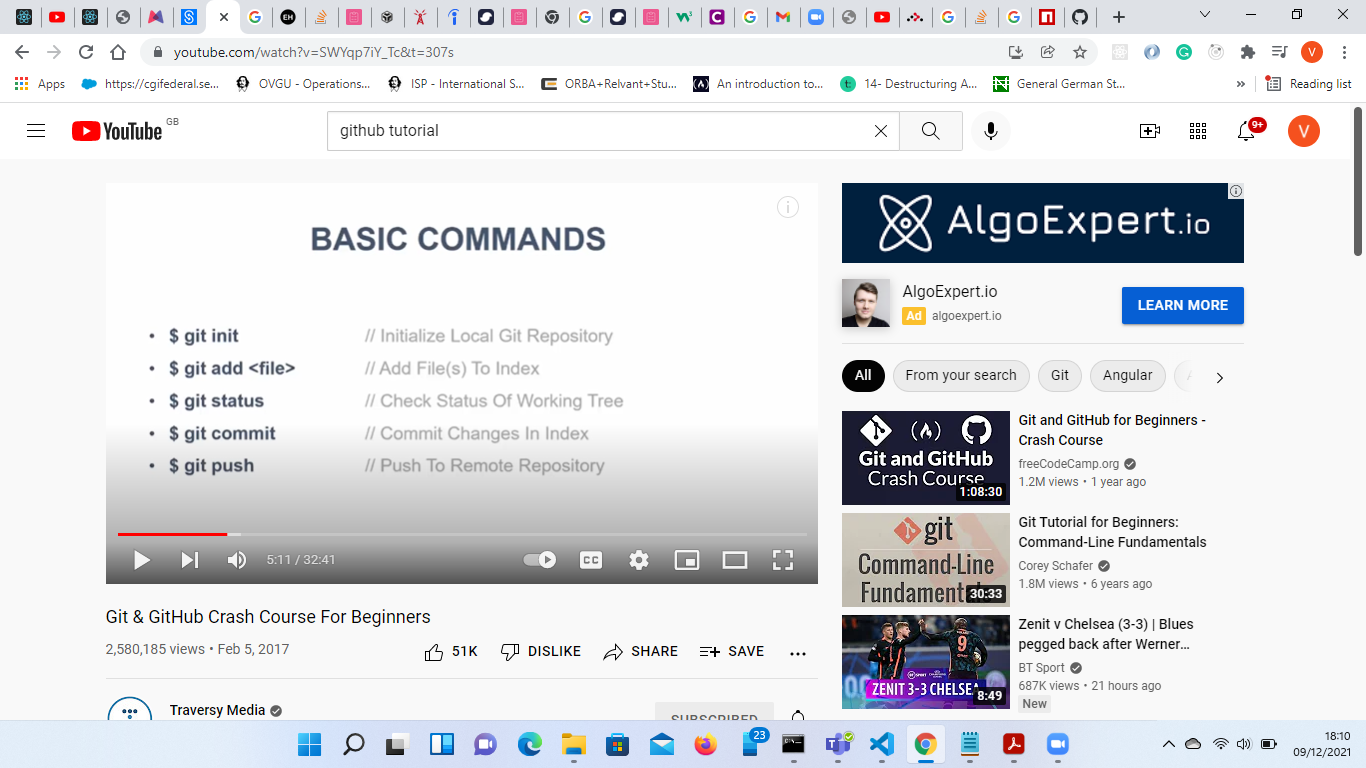 youtube.com/watch?v=SWYqp7iY_Tc&t=307s
V
Apps
https://cgifederal.se...
OVGU - Operations...
ISP - International S...
ORBA+Relvant+Stu...
An introduction to...
14- Destructuring A...
General German St...
»
Reading list
YouTube GB
github tutorial
9+
V
BASIC COMMANDS
• $ git init // Initialize Local Git Repository
• $ git add <file> // Add File(s) To Index
• $ git status // Check Status Of Working Tree
• $ git commit // Commit Changes In Index
• $ git push // Push To Remote Repository
5:11 / 32:41
CC
Git & GitHub Crash Course For Beginners
2,580,185 views • Feb 5, 2017
51K
DISLIKE
SHARE
SAVE
Traversy Media
SUBSCRIBED
AlgoExpert.io
AlgoExpert.io
Ad algoexpert.io
LEARN MORE
All
From your search
Git
Angular
Git and GitHub
Crash Course
1:08:30
Git and GitHub for Beginners -
Crash Course
freeCodeCamp.org
1.2M views • 1 year ago
git
Command-Line
Fundamentals
30:33
Git Tutorial for Beginners:
Command-Line Fundamentals
Corey Schafer
1.8M views • 6 years ago
9
ZENIT 3-3 CHELSEA
8:49
Zenit v Chelsea (3-3) | Blues
pegged back after Werner...
BT Sport
687K views • 21 hours ago
New
23
18:10
09/12/2021